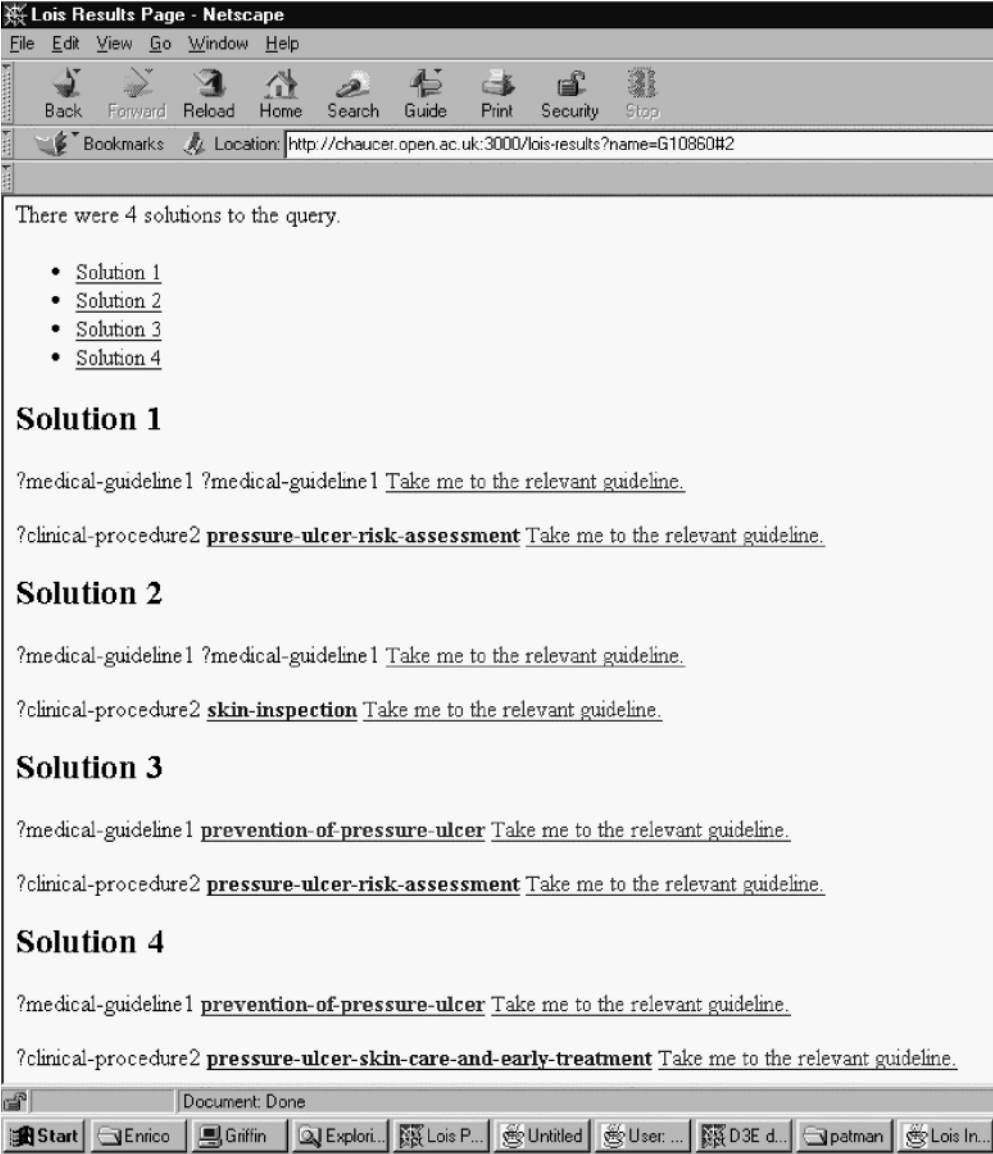 Lois Results Page - Netscape
File Edit View Go Window Help
Back Forward Reload Home Search Guide Print Security Stop
Bookmarks Location: http://chaucer.open.ac.uk:3000/lois-results?name=G10860#2
There were 4 solutions to the query.
• Solution 1
• Solution 2
• Solution 3
• Solution 4
Solution 1
?medical-guideline1 ?medical-guideline1 Take me to the relevant guideline.
?clinical-procedure2 pressure-ulcer-risk-assessment Take me to the relevant guideline.
Solution 2
?medical-guideline1 ?medical-guideline1 Take me to the relevant guideline.
?clinical-procedure2 skin-inspection Take me to the relevant guideline.
Solution 3
?medical-guideline1 prevention-of-pressure-ulcer Take me to the relevant guideline.
?clinical-procedure2 pressure-ulcer-risk-assessment Take me to the relevant guideline.
Solution 4
?medical-guideline1 prevention-of-pressure-ulcer Take me to the relevant guideline.
?clinical-procedure2 pressure-ulcer-skin-care-and-early-treatment Take me to the relevant guideline.
Document: Done
Start Enrico Griffin Explori... Lois P... Untitled User: ... D3E d... patman Lois In...